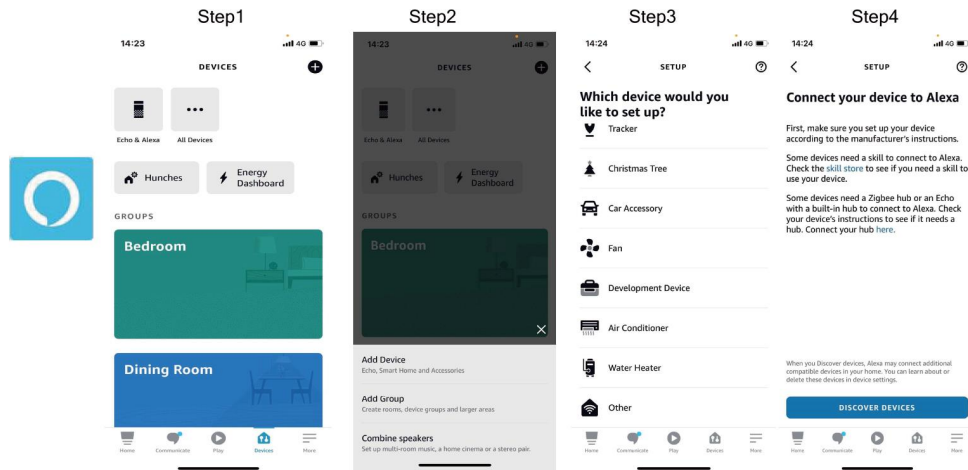 Step1
14:23
4G
DEVICES
Echo & Alexa
All Devices
Hunches
Energy
Dashboard
GROUPS
Bedroom
Dining Room
Home
Communicate
Play
Devices
More
Step2
14:23
4G
DEVICES
Echo & Alexa
All Devices
Hunches
Energy
Dashboard
GROUPS
Bedroom
Add Device
Echo, Smart Home and Accessories
Add Group
Create rooms, device groups and larger areas
Combine speakers
Set up multi-room music, a home cinema or a stereo pair.
Step3
14:24
4G
SETUP
Which device would you
like to set up?
Tracker
Christmas Tree
Car Accessory
Fan
Development Device
Air Conditioner
Water Heater
Other
Home
Communicate
Play
Devices
More
Step4
14:24
4G
SETUP
Connect your device to Alexa
First, make sure you set up your device
according to the manufacturer's instructions.
Some devices need a skill to connect to Alexa.
Check the skill store to see if you need a skill to
use your device.
Some devices need a Zigbee hub or an Echo
with a built-in hub to connect to Alexa. Check
your device's instructions to see if it needs a
hub. Connect your hub here.
When you Discover devices, Alexa may connect additional
compatible devices in your home. You can learn about or
delete these devices in device settings.
DISCOVER DEVICES
Home
Communicate
Play
Devices
More